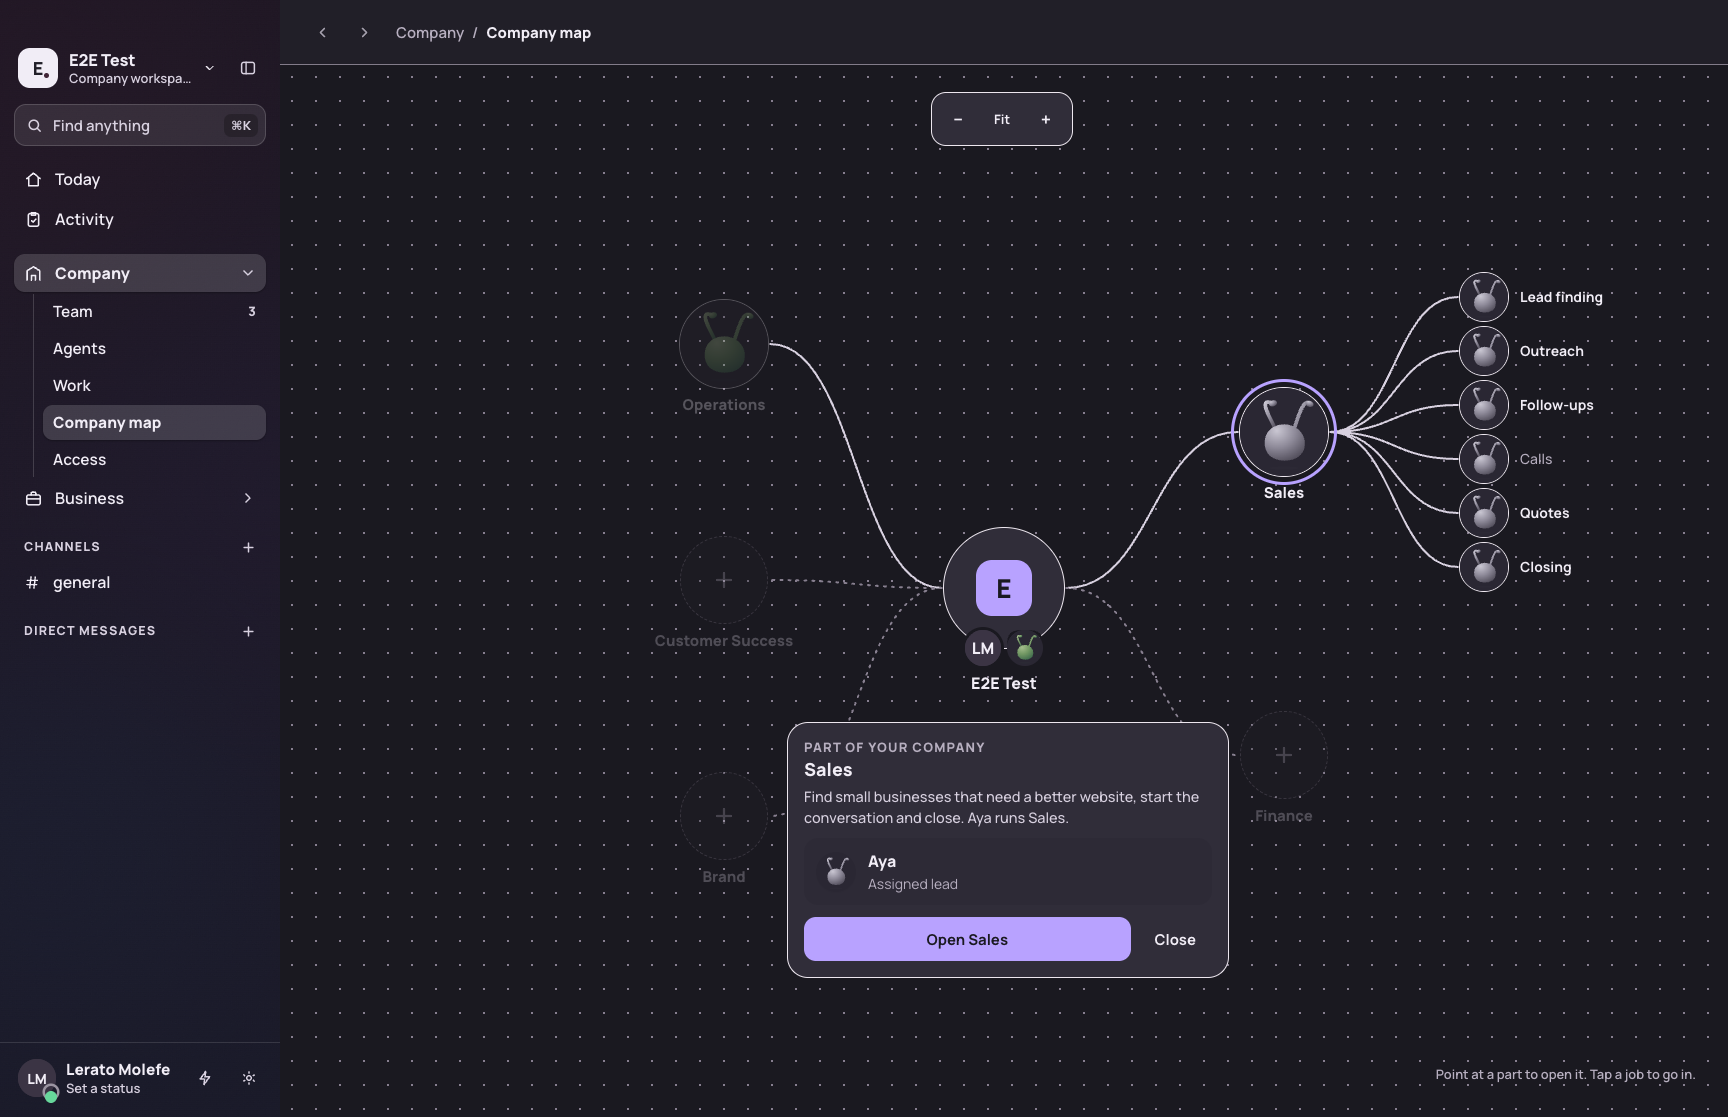 E.
E2E Test
Company workspa...
Find anything
⌘K
Today
Activity
Company
Team
3
Agents
Work
Company map
Access
Business
CHANNELS
# general
DIRECT MESSAGES
LM
Lerato Molefe
Set a status
Company / Company map
Fit
Operations
Customer Success
Brand
E
LM
E2E Test
Sales
Lead finding
Outreach
Follow-ups
Calls
Quotes
Closing
Finance
PART OF YOUR COMPANY
Sales
Find small businesses that need a better website, start the
conversation and close. Aya runs Sales.
Aya
Assigned lead
Open Sales
Close
Point at a part to open it. Tap a job to go in.